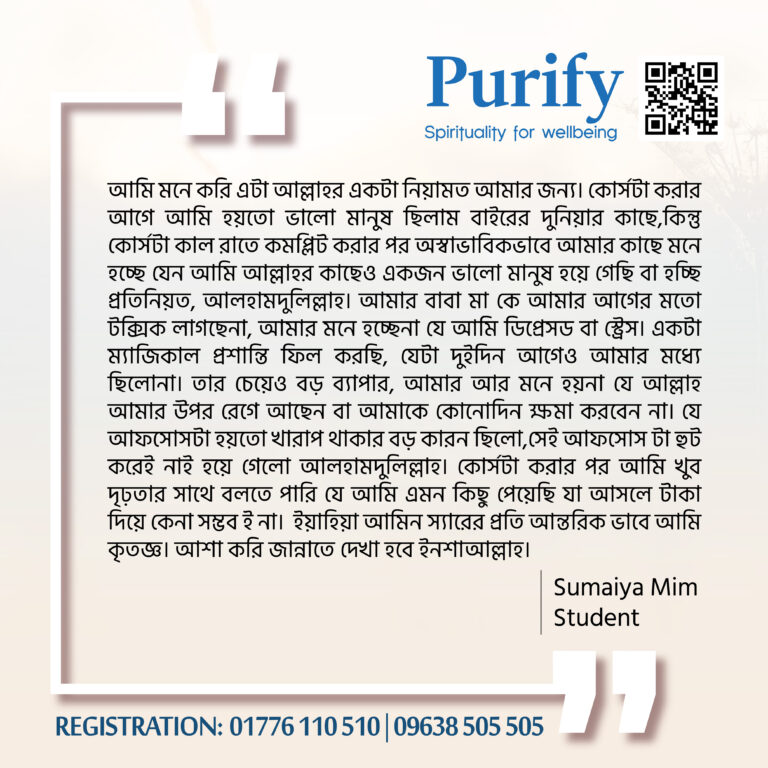 Purify
Spirituality for wellbeing
আমি মনে করি এটা আল্লাহর একটা নিয়ামত আমার জন্য। কোর্সটা করার
আগে আমি হয়তো ভালো মানুষ ছিলাম বাইরের দুনিয়ার কাছে,কিন্তু
কোর্সটা কাল রাতে কমপ্লিট করার পর অস্বাভাবিকভাবে আমার কাছে মনে
হচ্ছে যেন আমি আল্লাহর কাছেও একজন ভালো মানুষ হয়ে গেছি বা হচ্ছি
প্রতিনিয়ত, আলহামদুলিল্লাহ। আমার বাবা মা কে আমার আগের মতো
টক্সিক লাগছেনা, আমার মনে হচ্ছেনা যে আমি ডিপ্রেসড বা স্ট্রেস। একটা
ম্যাজিকাল প্রশান্তি ফিল করছি, যেটা দুইদিন আগেও আমার মধ্যে
ছিলোনা। তার চেয়েও বড় ব্যাপার, আমার আর মনে হয়না যে আল্লাহ
আমার উপর রেগে আছেন বা আমাকে কোনোদিন ক্ষমা করবেন না। যে
আফসোসটা হয়তো খারাপ থাকার বড় কারন ছিলো,সেই আফসোস টা হুট
করেই নাই হয়ে গেলো আলহামদুলিল্লাহ। কোর্সটা করার পর আমি খুব
দৃঢ়তার সাথে বলতে পারি যে আমি এমন কিছু পেয়েছি যা আসলে টাকা
দিয়ে কেনা সম্ভব ই না। ইয়াহিয়া আমিন স্যারের প্রতি আন্তরিক ভাবে আমি
কৃতজ্ঞ। আশা করি জান্নাতে দেখা হবে ইনশাআল্লাহ।
Sumaiya Mim
Student
REGISTRATION: 01776 110 510 | 09638 505 505